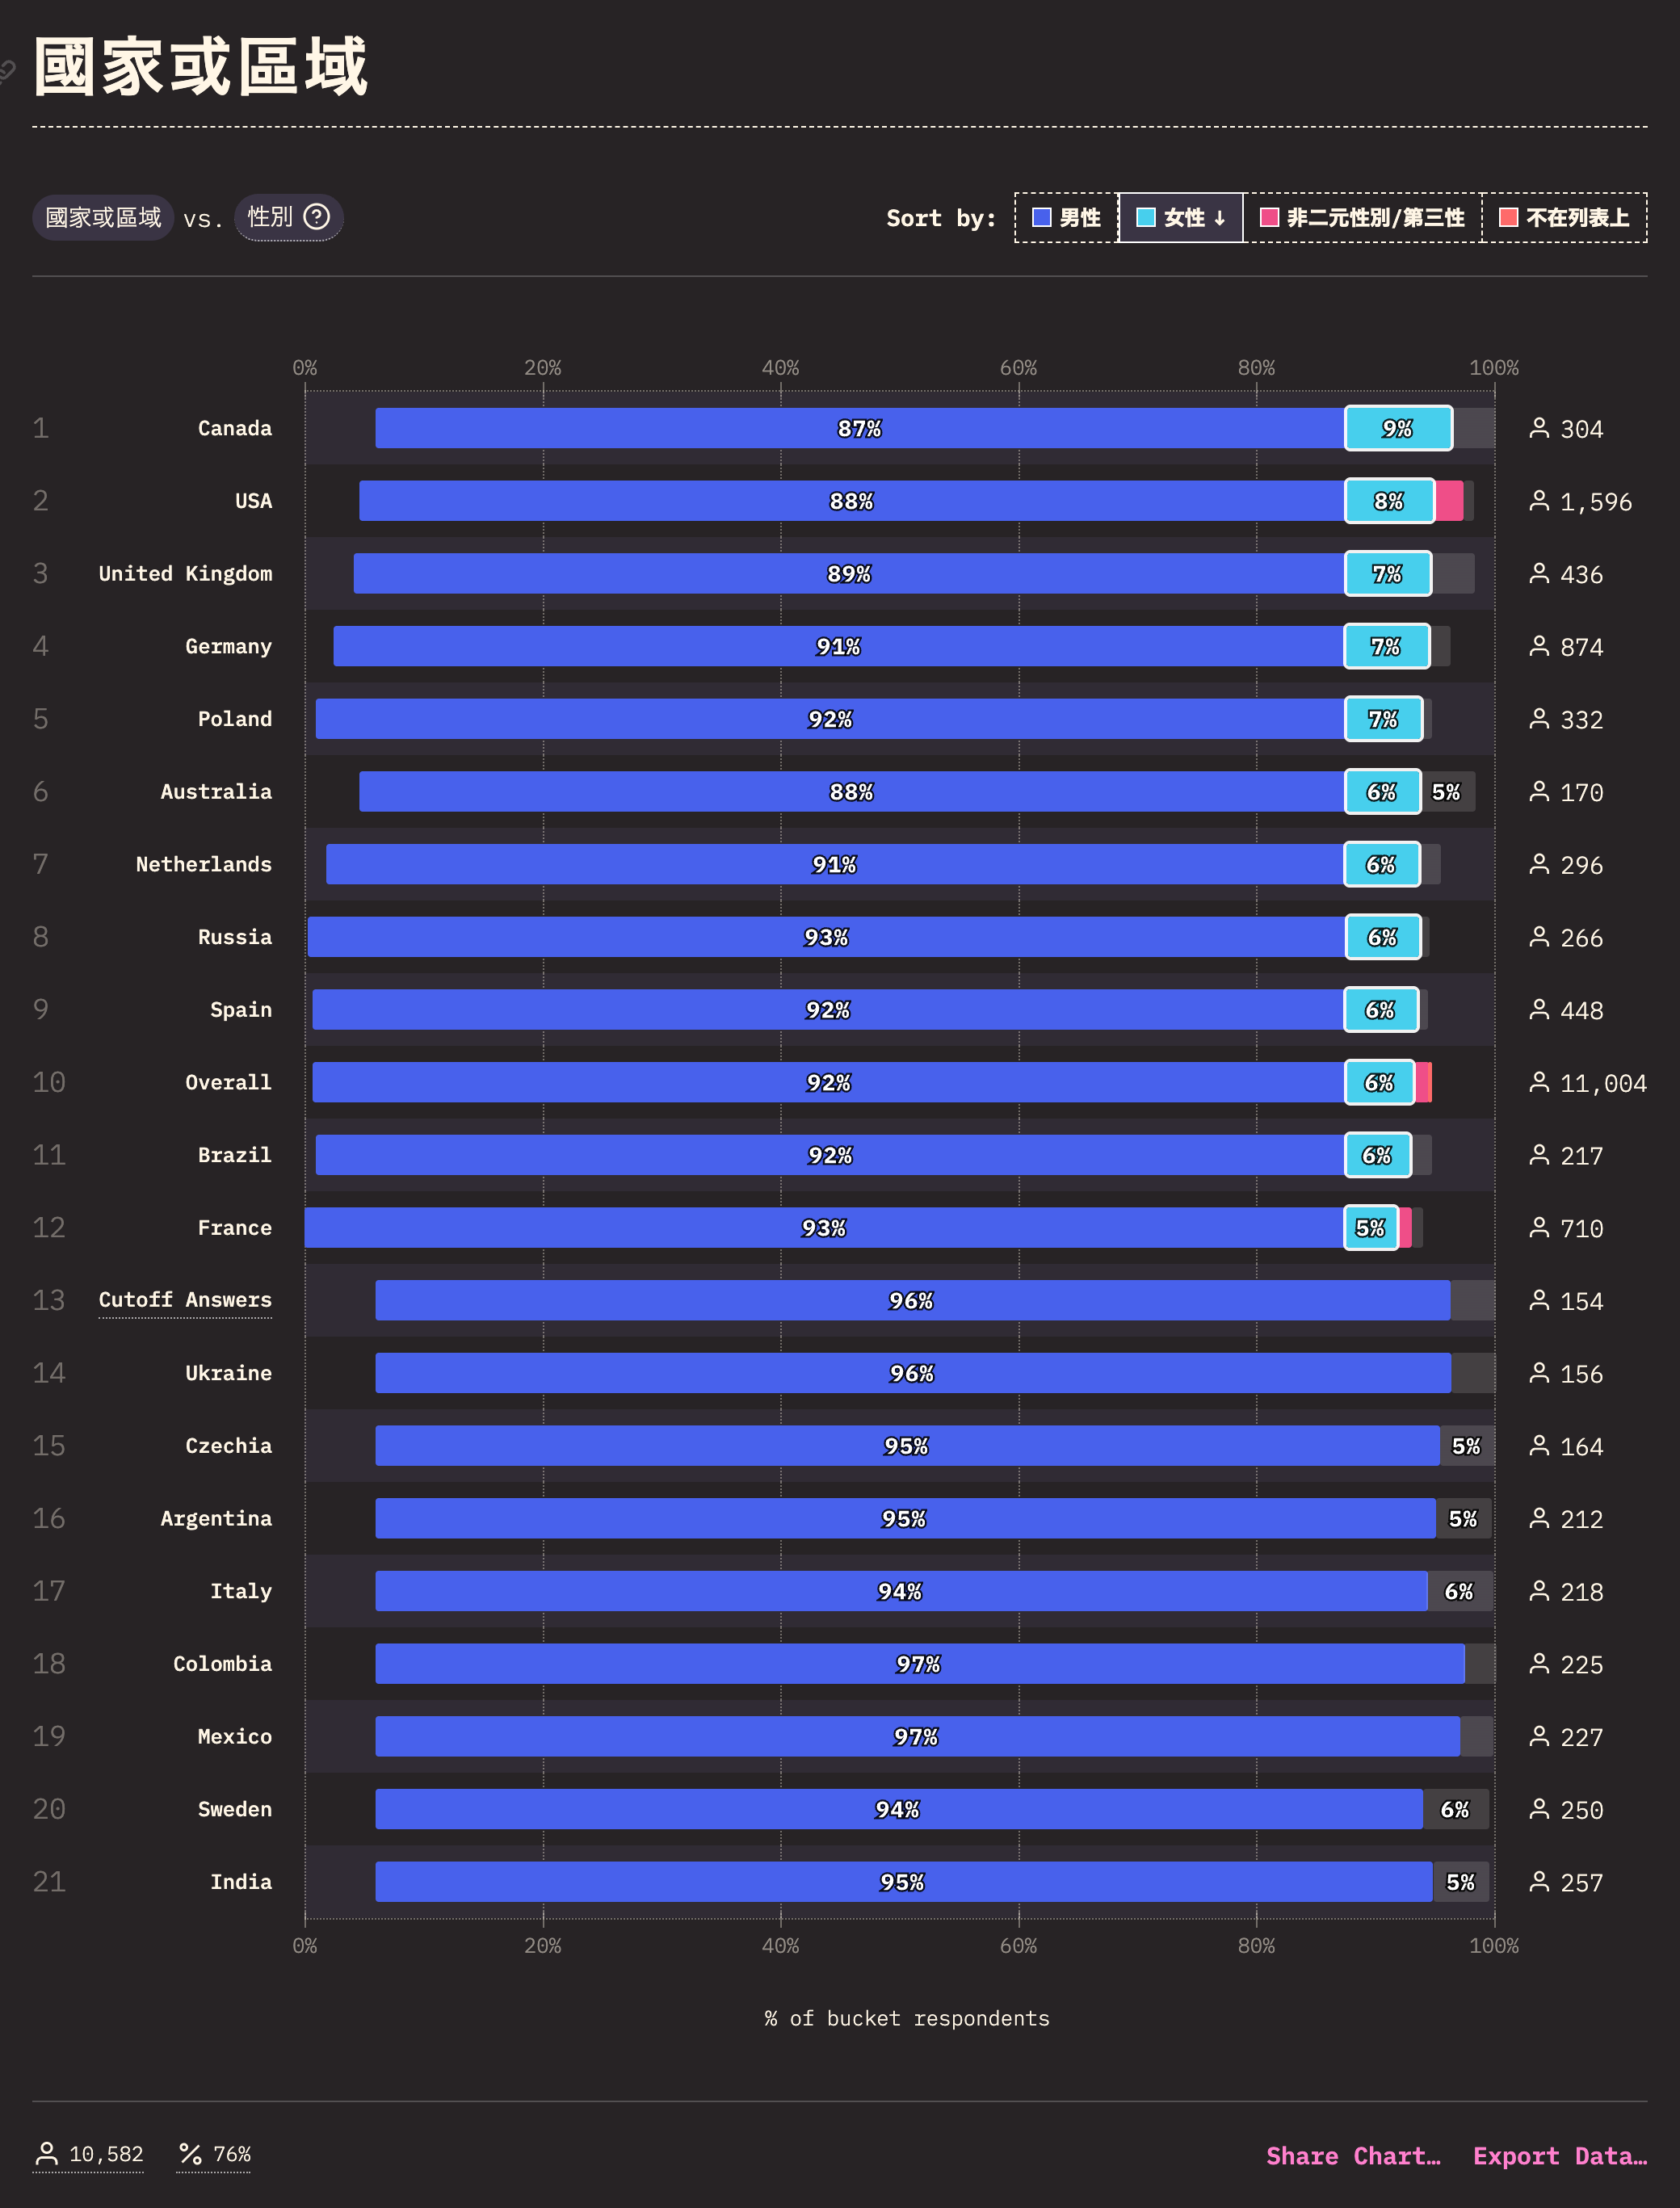 國家或區域
國家或區域 vs. 性別 ?
Sort by: 男性 女性 ↓ 非二元性別/第三性 不在列表上
0% 20% 40% 60% 80% 100%
1 Canada 87% 9% 304
2 USA 88% 8% 1,596
3 United Kingdom 89% 7% 436
4 Germany 91% 7% 874
5 Poland 92% 7% 332
6 Australia 88% 6% 5% 170
7 Netherlands 91% 6% 296
8 Russia 93% 6% 266
9 Spain 92% 6% 448
10 Overall 92% 6% 11,004
11 Brazil 92% 6% 217
12 France 93% 5% 710
13 Cutoff Answers 96% 154
14 Ukraine 96% 156
15 Czechia 95% 5% 164
16 Argentina 95% 5% 212
17 Italy 94% 6% 218
18 Colombia 97% 225
19 Mexico 97% 227
20 Sweden 94% 6% 250
21 India 95% 5% 257
0% 20% 40% 60% 80% 100%
% of bucket respondents
10,582 % 76% Share Chart… Export Data…